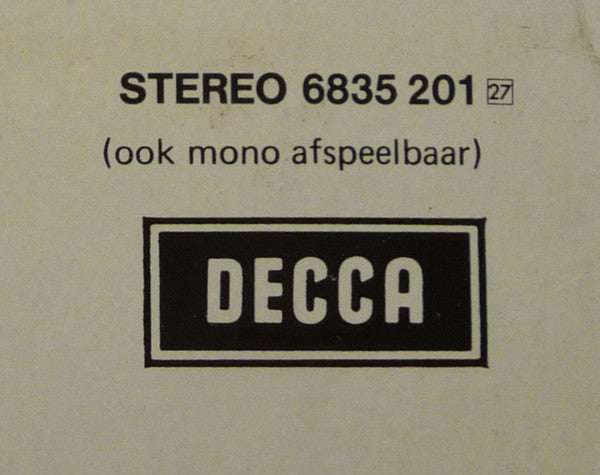 STEREO 6835 201 27
(ook mono afspeelbaar)
DECCA